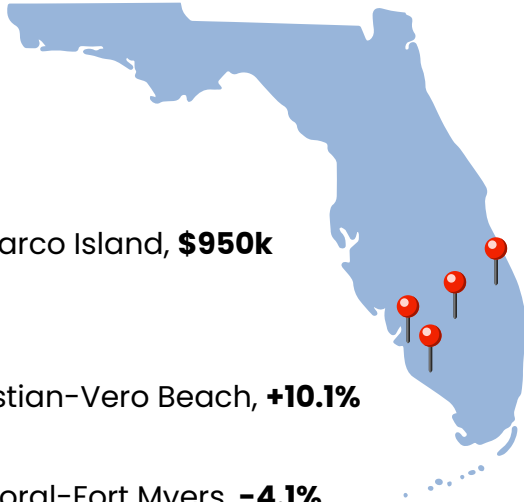 arco Island, $950k
stian-Vero Beach, +10.1%
oral-Fort Myers, -4.1%